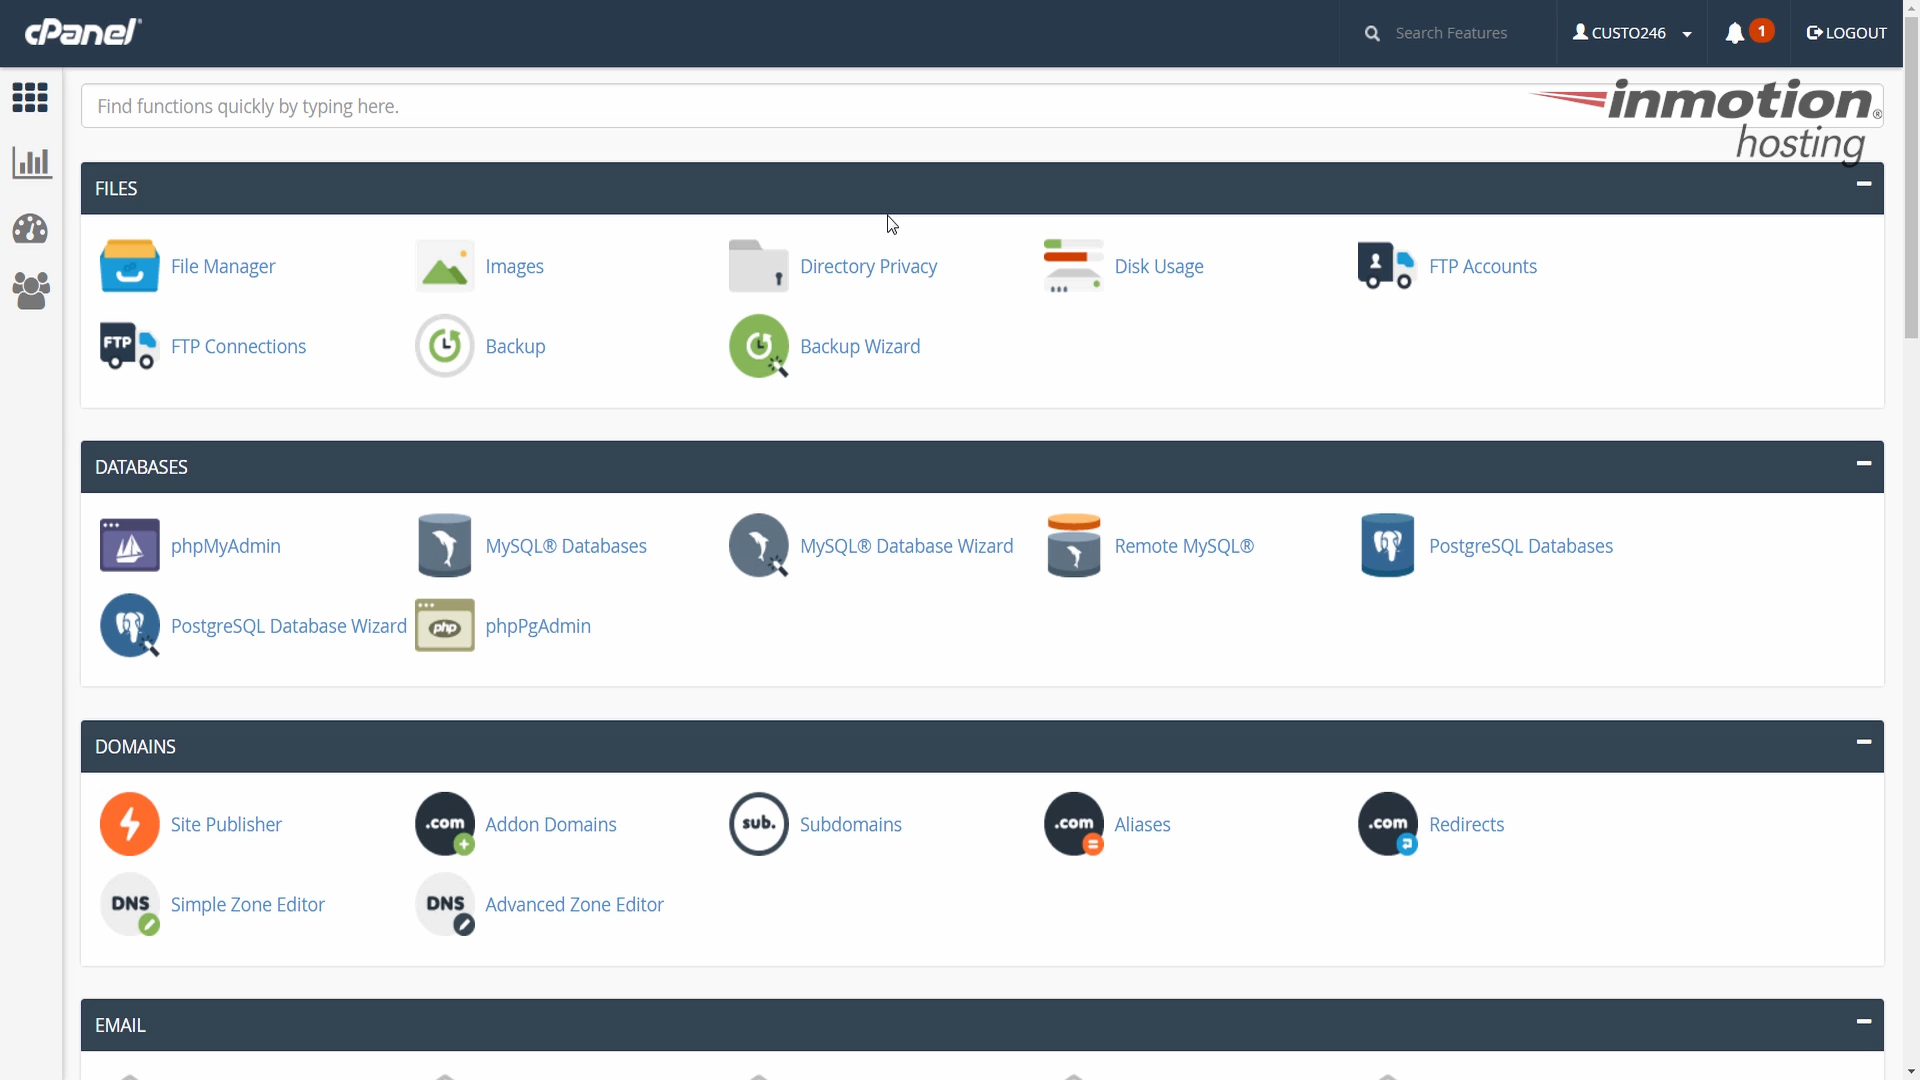 cPanel
Search Features
CUSTO246
1
LOGOUT
Find functions quickly by typing here.
inmotion®
hosting
FILES
File Manager
Images
Directory Privacy
Disk Usage
FTP Accounts
FTP
FTP Connections
Backup
Backup Wizard
DATABASES
phpMyAdmin
MySQL® Databases
MySQL® Database Wizard
Remote MySQL®
PostgreSQL Databases
PostgreSQL Database Wizard
php
phpPgAdmin
DOMAINS
Site Publisher
.com
Addon Domains
sub.
Subdomains
.com
Aliases
.com
Redirects
DNS
Simple Zone Editor
DNS
Advanced Zone Editor
EMAIL